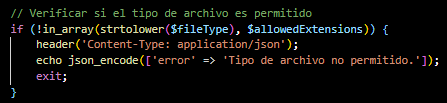 // Verificar si el tipo de archivo es permitido
if (!in_array(strtolower($fileType), $allowedExtensions)) {
    header('Content-Type: application/json');
    echo json_encode(['error' => 'Tipo de archivo no permitido.']);
    exit;
}